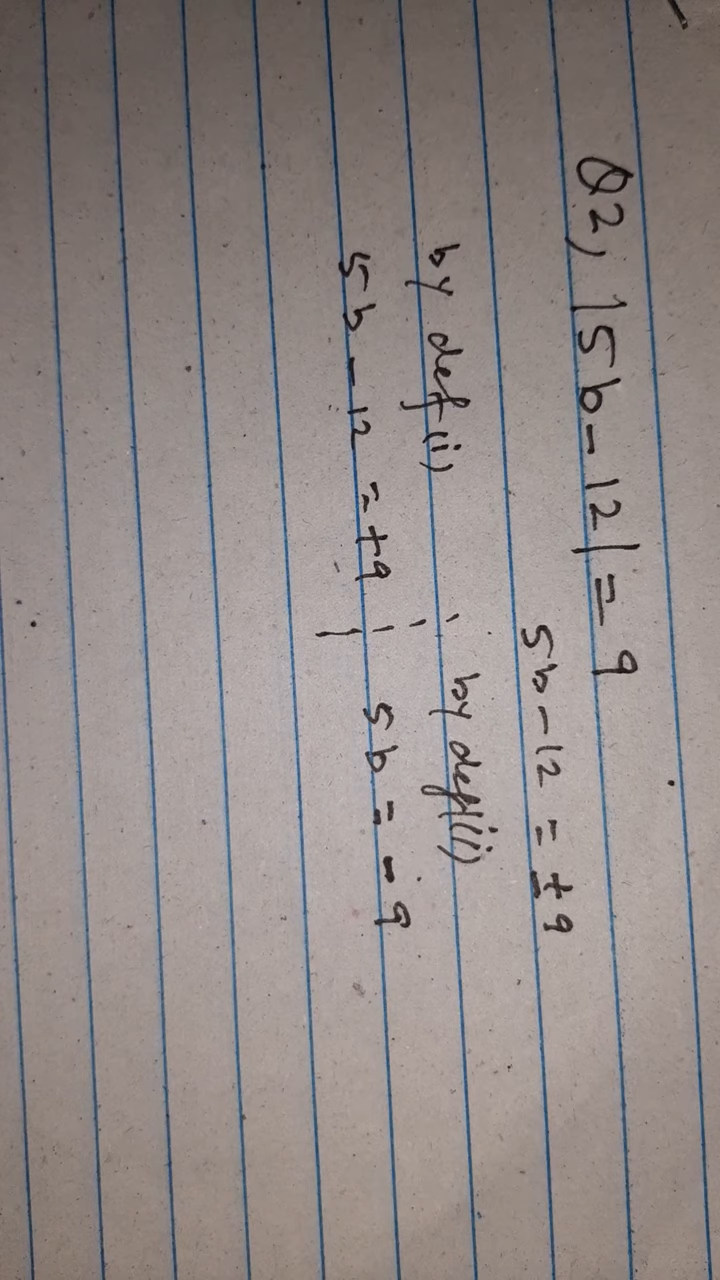 Q2, |5b-12|=9
5b-12 = ±9
by def(i) by def(ii)
5b-12 = +9 5b = -9